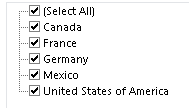 (Select All)
Canada
France
Germany
Mexico
United States of America